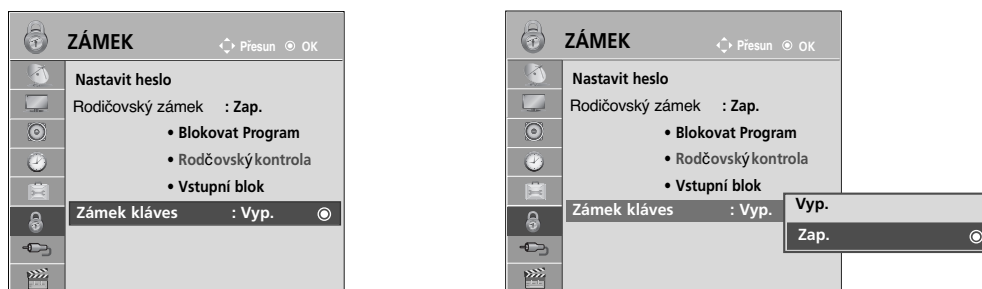 ZÁMEK Přesun OK
Nastavit heslo
Rodičovský zámek : Zap.
• Blokovat Program
• Rodčovský kontrola
• Vstupní blok
Zámek kláves : Vyp.
ZÁMEK Přesun OK
Nastavit heslo
Rodičovský zámek : Zap.
• Blokovat Program
• Rodčovský kontrola
• Vstupní blok
Zámek kláves : Vyp.
Vyp.
Zap.